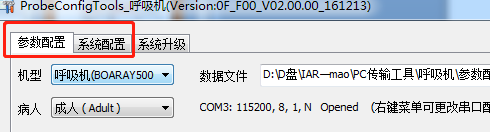 ProbeConfigTools_呼吸机(Version:0F_F00_V02.00.00_161213)
参数配置 系统配置 系统升级
机型 呼吸机(BOARAY500 数据文件 D:\D盘\IAR—mao\PC传输工具\呼吸机\参数配
病人 成人 ( Adult ) COM3: 115200, 8, 1, N Opened (右键菜单可更改串口配